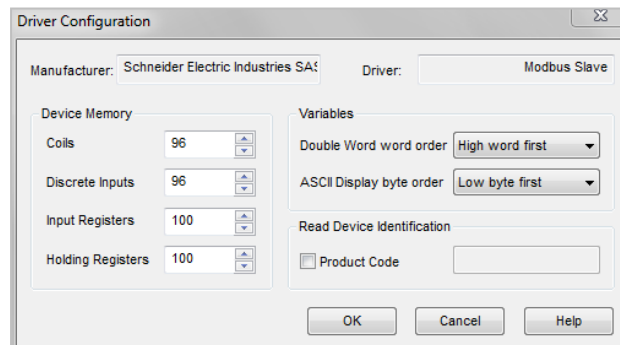 Driver Configuration
Manufacturer: Schneider Electric Industries SAS Driver: Modbus Slave
Device Memory
Coils 96
Discrete Inputs 96
Input Registers 100
Holding Registers 100
Variables
Double Word word order High word first
ASCII Display byte order Low byte first
Read Device Identification
Product Code
OK Cancel Help